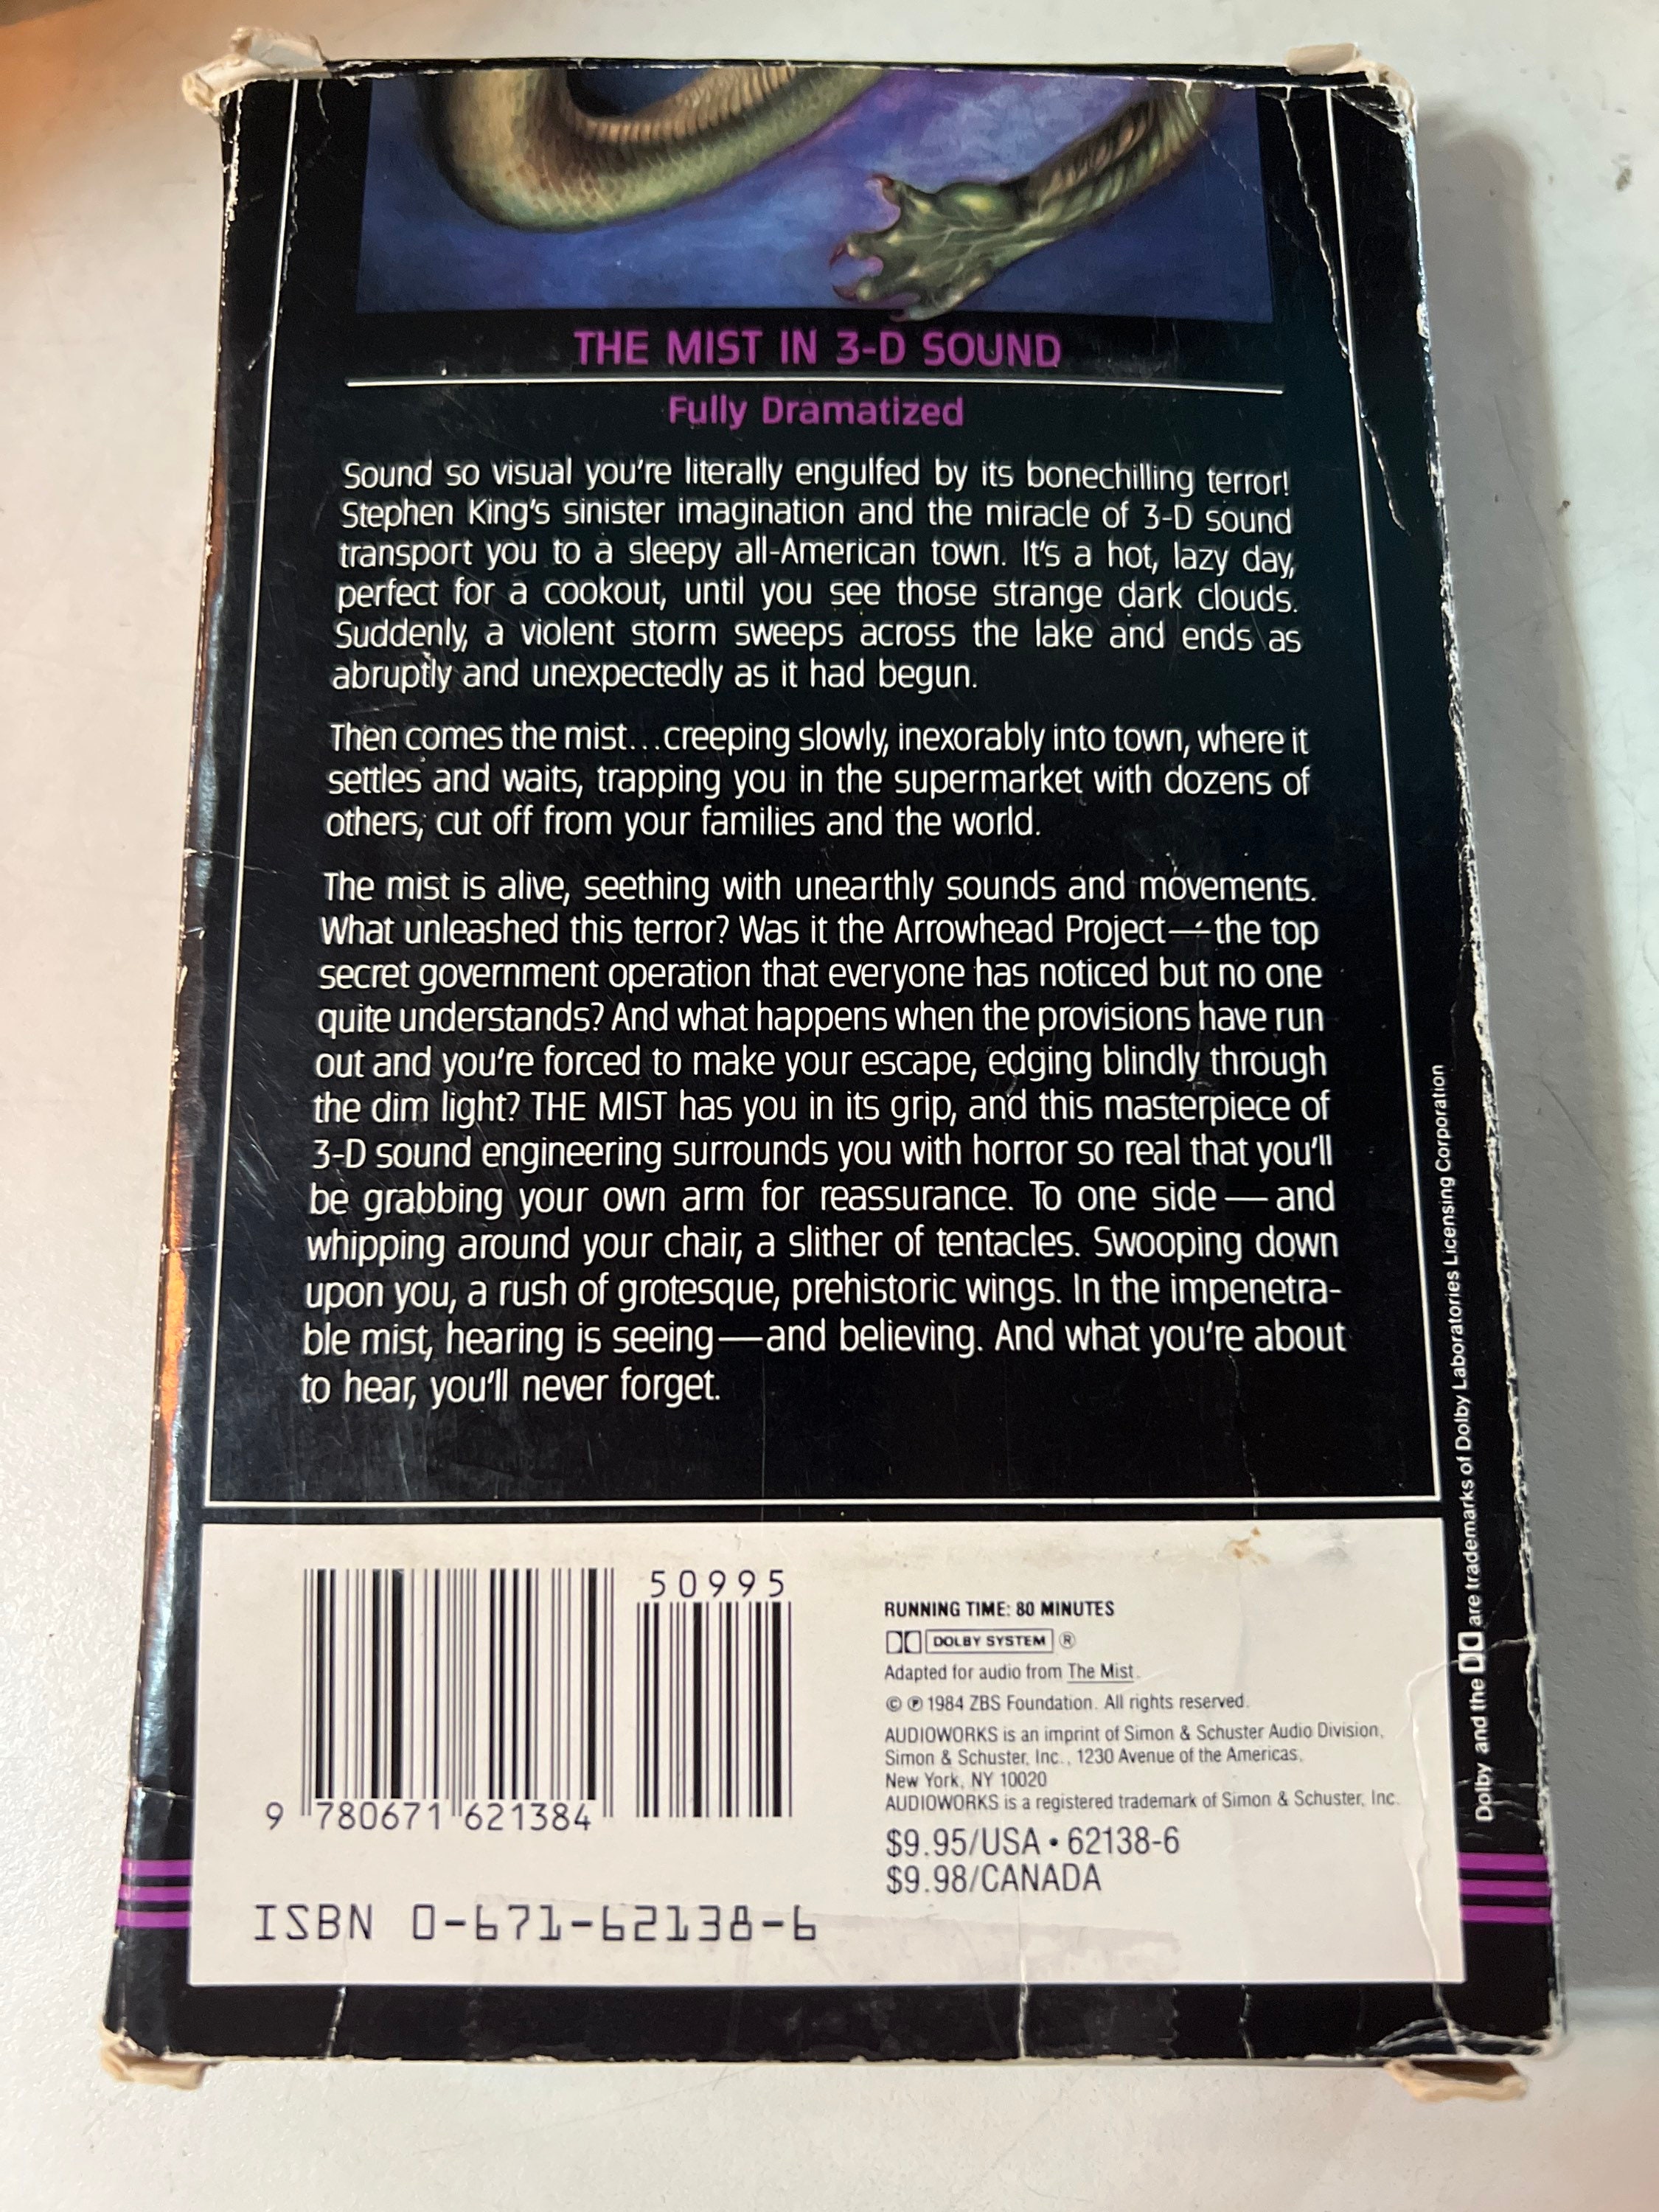 THE MIST IN 3-D SOUND
Fully Dramatized
Sound so visual you're literally engulfed by its bonechilling terror!
Stephen King's sinister imagination and the miracle of 3-D sound
transport you to a sleepy all-American town. It's a hot, lazy day,
perfect for a cookout, until you see those strange dark clouds.
Suddenly, a violent storm sweeps across the lake and ends as
abruptly and unexpectedly as it had begun.
Then comes the mist...creeping slowly, inexorably into town, where it
settles and waits, trapping you in the supermarket with dozens of
others, cut off from your families and the world.
The mist is alive, seething with unearthly sounds and movements.
What unleashed this terror? Was it the Arrowhead Project—the top
secret government operation that everyone has noticed but no one
quite understands? And what happens when the provisions have run
out and you're forced to make your escape, edging blindly through
the dim light? THE MIST has you in its grip, and this masterpiece of
3-D sound engineering surrounds you with horror so real that you'll
be grabbing your own arm for reassurance. To one side—and
whipping around your chair, a slither of tentacles. Swooping down
upon you, a rush of grotesque, prehistoric wings. In the impenetra-
ble mist, hearing is seeing—and believing. And what you're about
to hear, you'll never forget.
50995
9 780671 621384
ISBN 0-671-62138-6
RUNNING TIME: 80 MINUTES
DOLBY SYSTEM ®
Adapted for audio from The Mist.
© ℗ 1984 ZBS Foundation. All rights reserved.
AUDIOWORKS is an imprint of Simon & Schuster Audio Division,
Simon & Schuster, Inc., 1230 Avenue of the Americas,
New York, NY 10020
AUDIOWORKS is a registered trademark of Simon & Schuster, Inc.
$9.95/USA • 62138-6
$9.98/CANADA
Dolby and the DD are trademarks of Dolby Laboratories Licensing Corporation